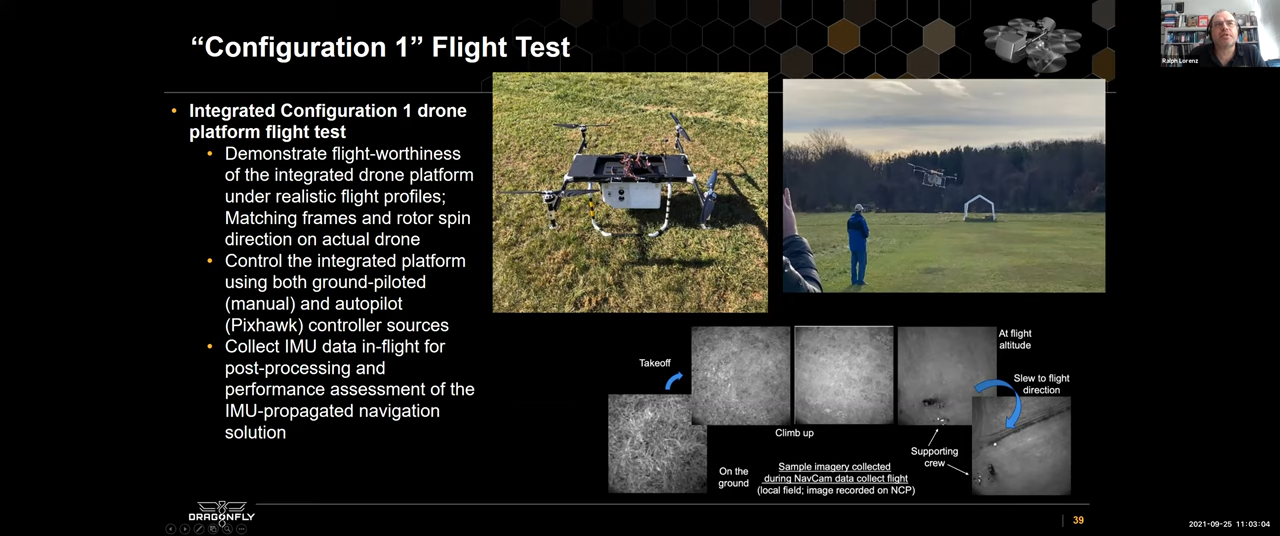 “Configuration 1” Flight Test
Ralph Lorenz
• Integrated Configuration 1 drone
platform flight test
• Demonstrate flight-worthiness
of the integrated drone platform
under realistic flight profiles;
Matching frames and rotor spin
direction on actual drone
• Control the integrated platform
using both ground-piloted
(manual) and autopilot
(Pixhawk) controller sources
• Collect IMU data in-flight for
post-processing and
performance assessment of the
IMU-propagated navigation
solution
Takeoff
At flight
altitude
Slew to flight
direction
Climb up
Supporting
crew
On the
ground
Sample imagery collected
during NavCam data collect flight
(local field; image recorded on NCP)
DRAGONFLY
39
2021-09-25 11:03:04